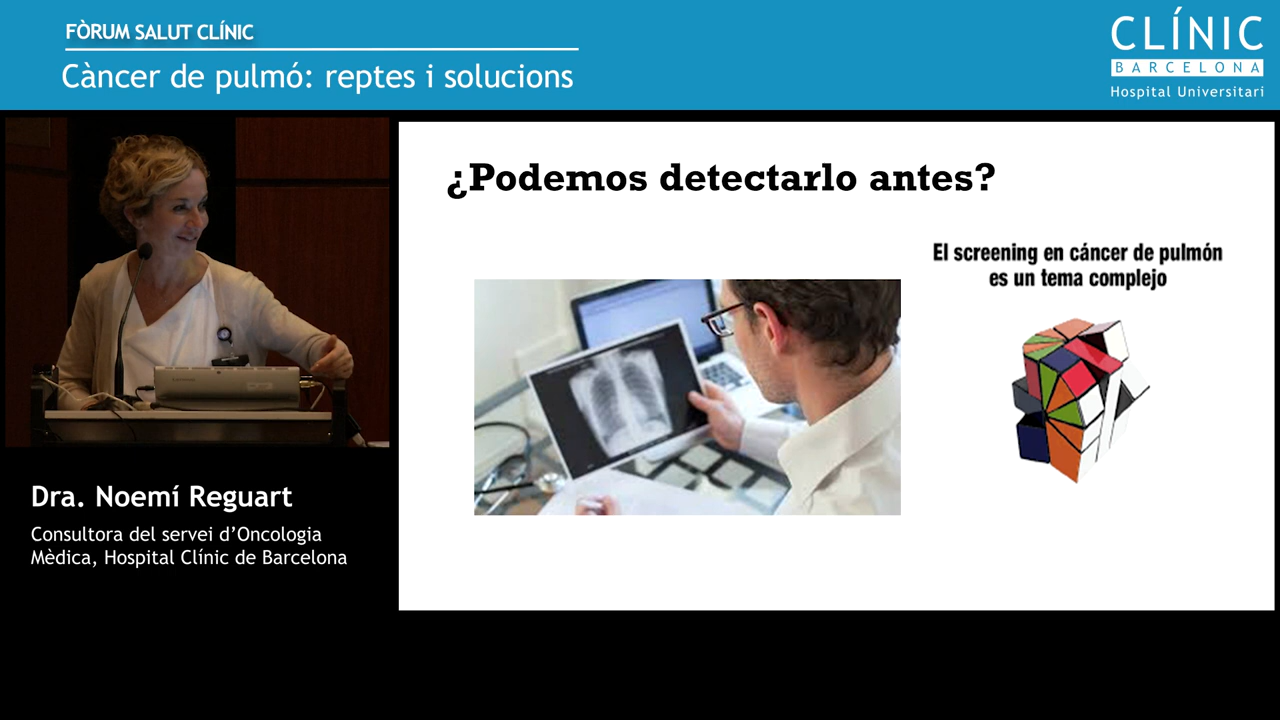 FÒRUM SALUT CLÍNIC
Càncer de pulmó: reptes i solucions
CLÍNIC
BARCELONA
Hospital Universitari
¿Podemos detectarlo antes?
El screening en cáncer de pulmón
es un tema complejo
Dra. Noemí Reguart
Consultora del servei d’Oncologia
Mèdica, Hospital Clínic de Barcelona